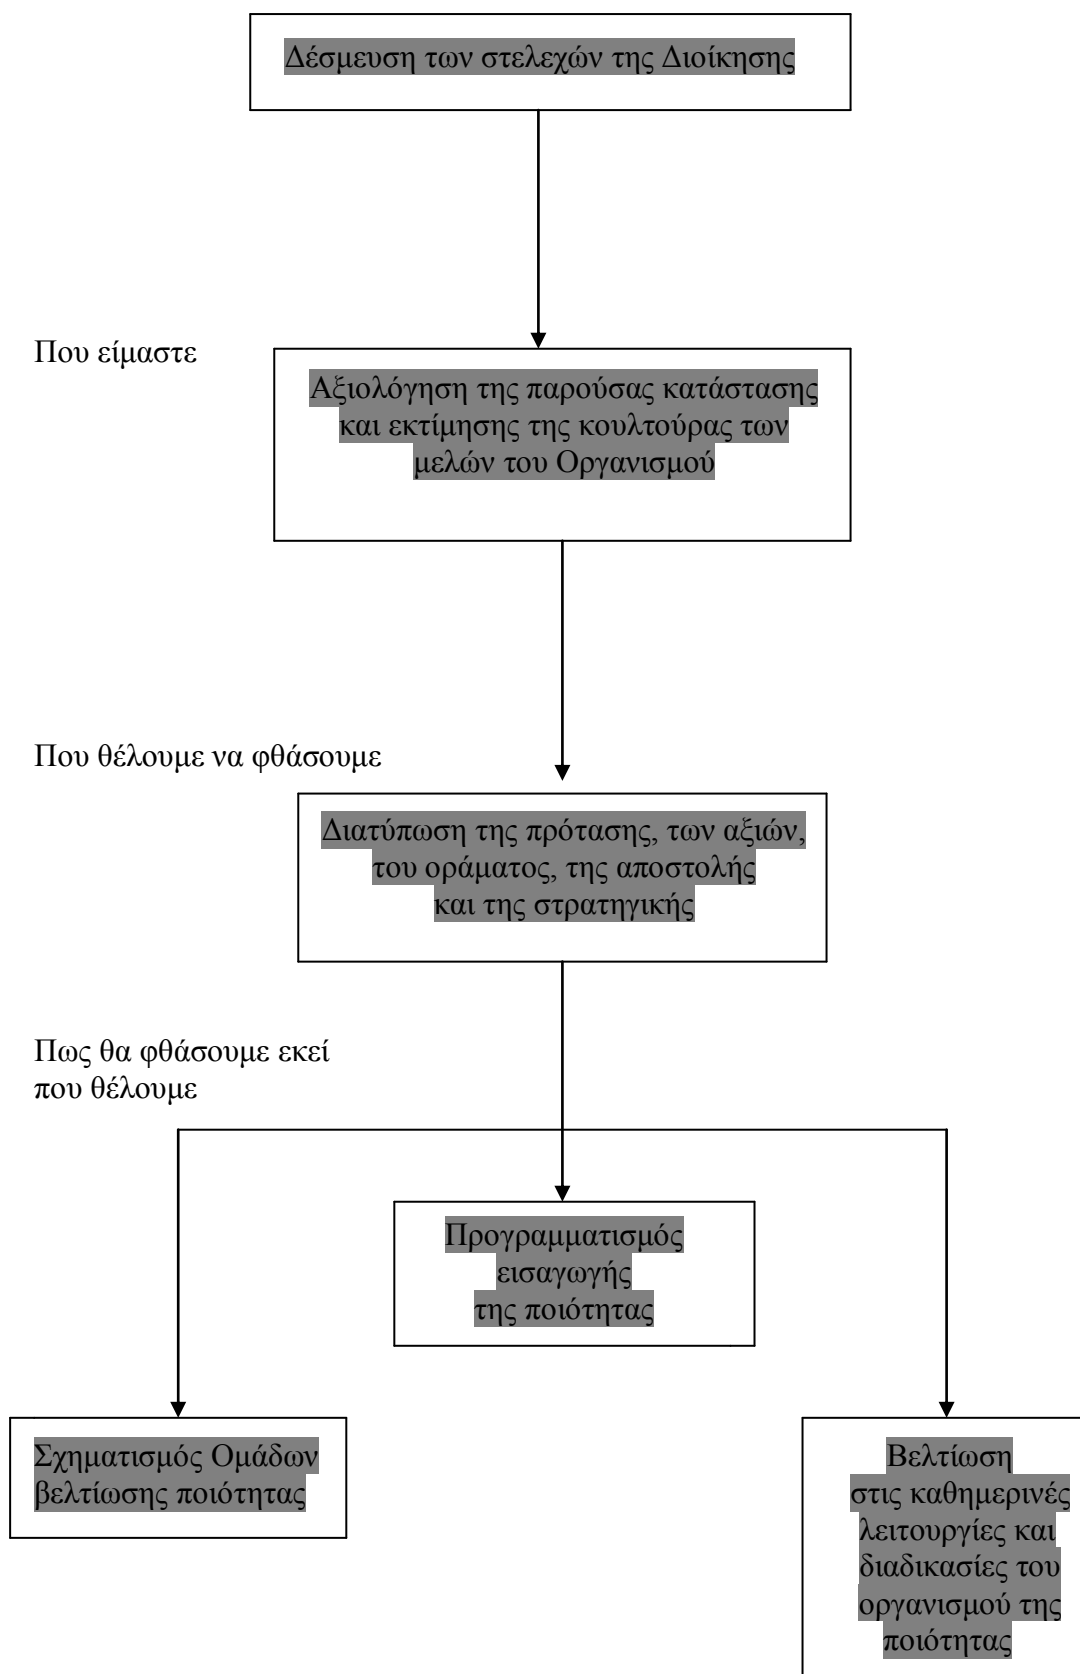 Δέσμευση των στελεχών της Διοίκησης
Που είμαστε
Αξιολόγηση της παρούσας κατάστασης
και εκτίμησης της κουλτούρας των
μελών του Οργανισμού
Που θέλουμε να φθάσουμε
Διατύπωση της πρότασης, των αξιών,
του οράματος, της αποστολής
και της στρατηγικής
Πως θα φθάσουμε εκεί
που θέλουμε
Προγραμματισμός
εισαγωγής
της ποιότητας
Σχηματισμός Ομάδων
βελτίωσης ποιότητας
Βελτίωση
στις καθημερινές
λειτουργίες και
διαδικασίες του
οργανισμού της
ποιότητας